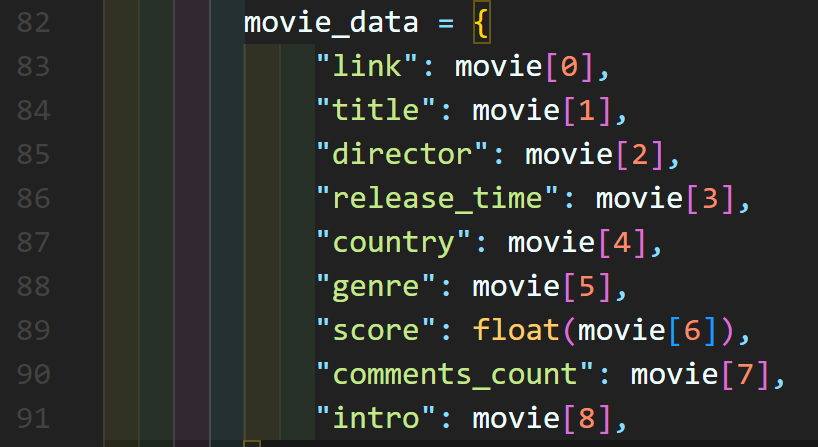 82 movie_data = {
83 "link": movie[0],
84 "title": movie[1],
85 "director": movie[2],
86 "release_time": movie[3],
87 "country": movie[4],
88 "genre": movie[5],
89 "score": float(movie[6]),
90 "comments_count": movie[7],
91 "intro": movie[8],